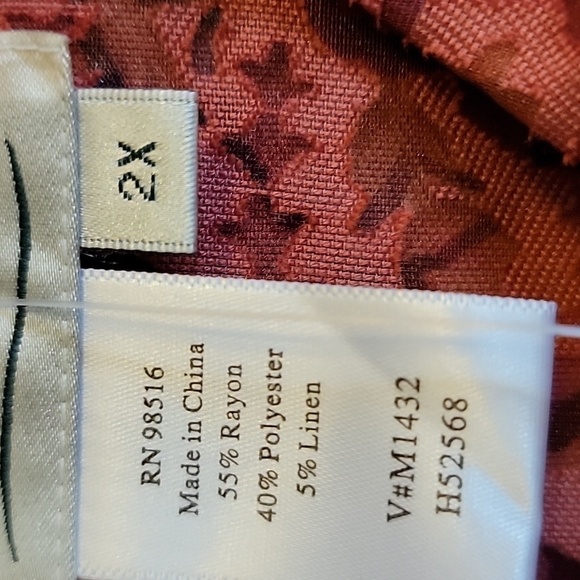 2X
RN 98516
Made in China
55% Rayon
40% Polyester
5% Linen
V#M1432
H52568